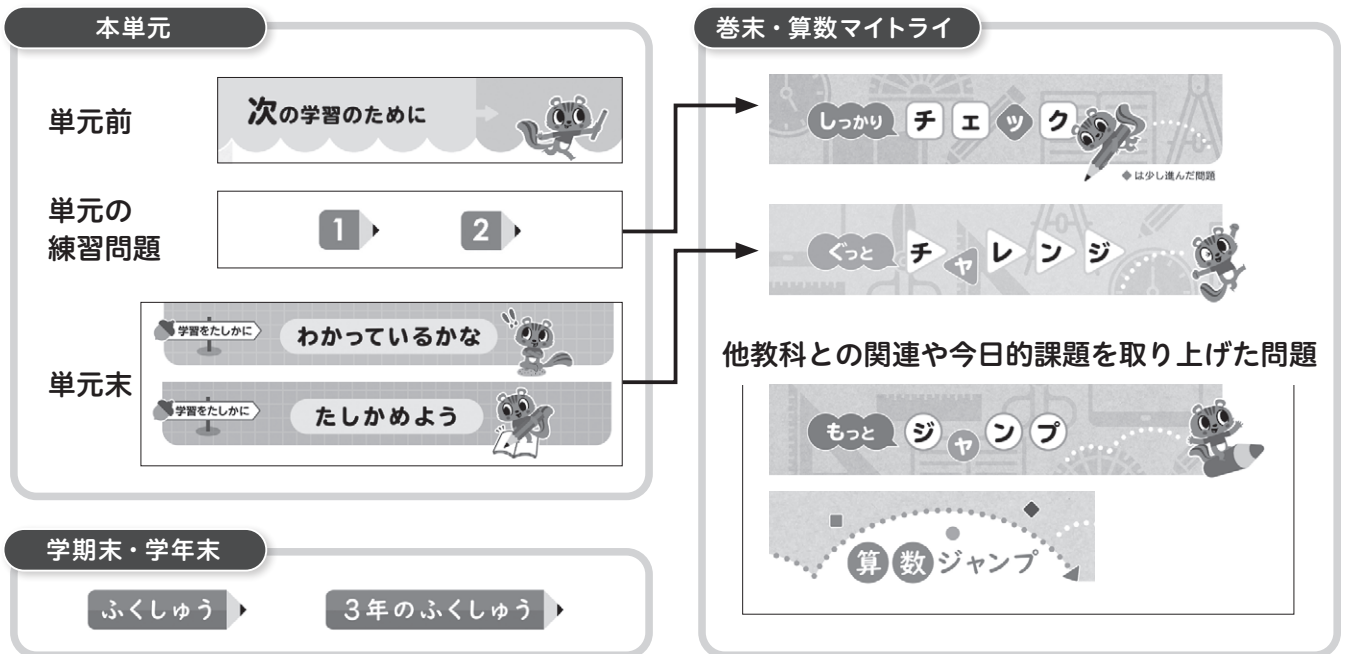 本単元
単元前
次の学習のために
単元の
練習問題
1 2
単元末
学習をたしかに わかっているかな
学習をたしかに たしかめよう
学期末・学年末
ふくしゅう 3年のふくしゅう
巻末・算数マイトライ
しっかり チェック
◆は少し進んだ問題
ぐっと チャレンジ
他教科との関連や今日的課題を取り上げた問題
もっと ジャンプ
算数ジャンプ